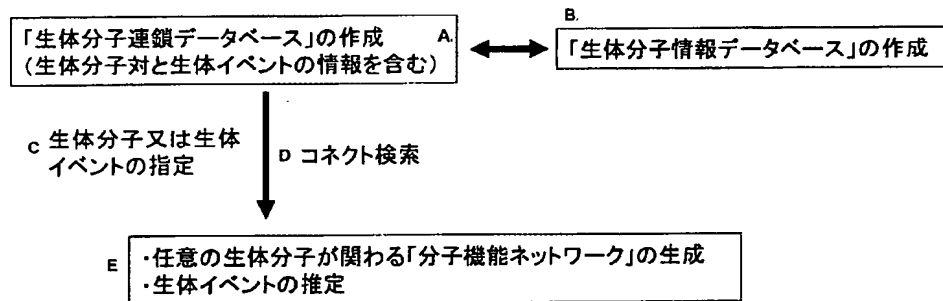 「生体分子連鎖データベース」の作成 A.
(生体分子対と生体イベントの情報を含む)
B.
「生体分子情報データベース」の作成
C 生体分子又は生体
イベントの指定
D コネクト検索
E
・任意の生体分子が関わる「分子機能ネットワーク」の生成
・生体イベントの推定